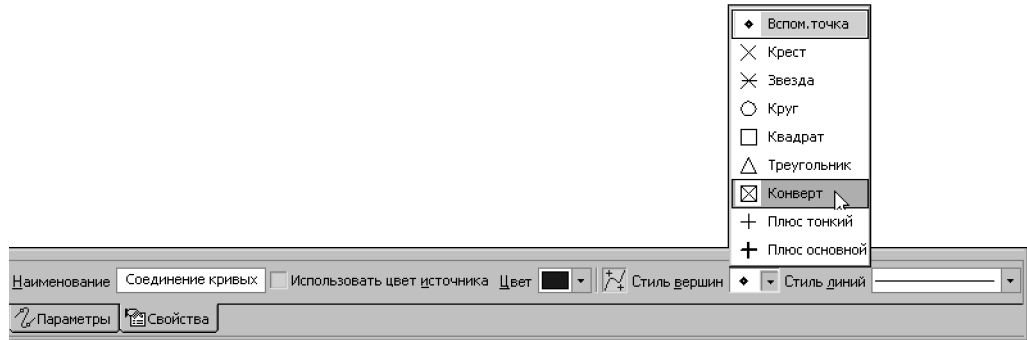 Вспом.точка
Крест
Звезда
Круг
Квадрат
Треугольник
Конверт
Плюс тонкий
Плюс основной
Наименование Соединение кривых Использовать цвет источника Цвет Стиль вершин Стиль линий
Параметры Свойства